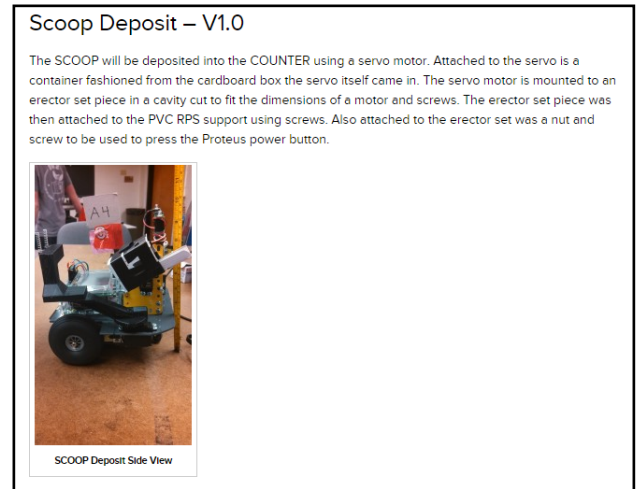 Scoop Deposit – V1.0
The SCOOP will be deposited into the COUNTER using a servo motor. Attached to the servo is a
container fashioned from the cardboard box the servo itself came in. The servo motor is mounted to an
erector set piece in a cavity cut to fit the dimensions of a motor and screws. The erector set piece was
then attached to the PVC RPS support using screws. Also attached to the erector set was a nut and
screw to be used to press the Proteus power button.
A4
SCOOP Deposit Side View